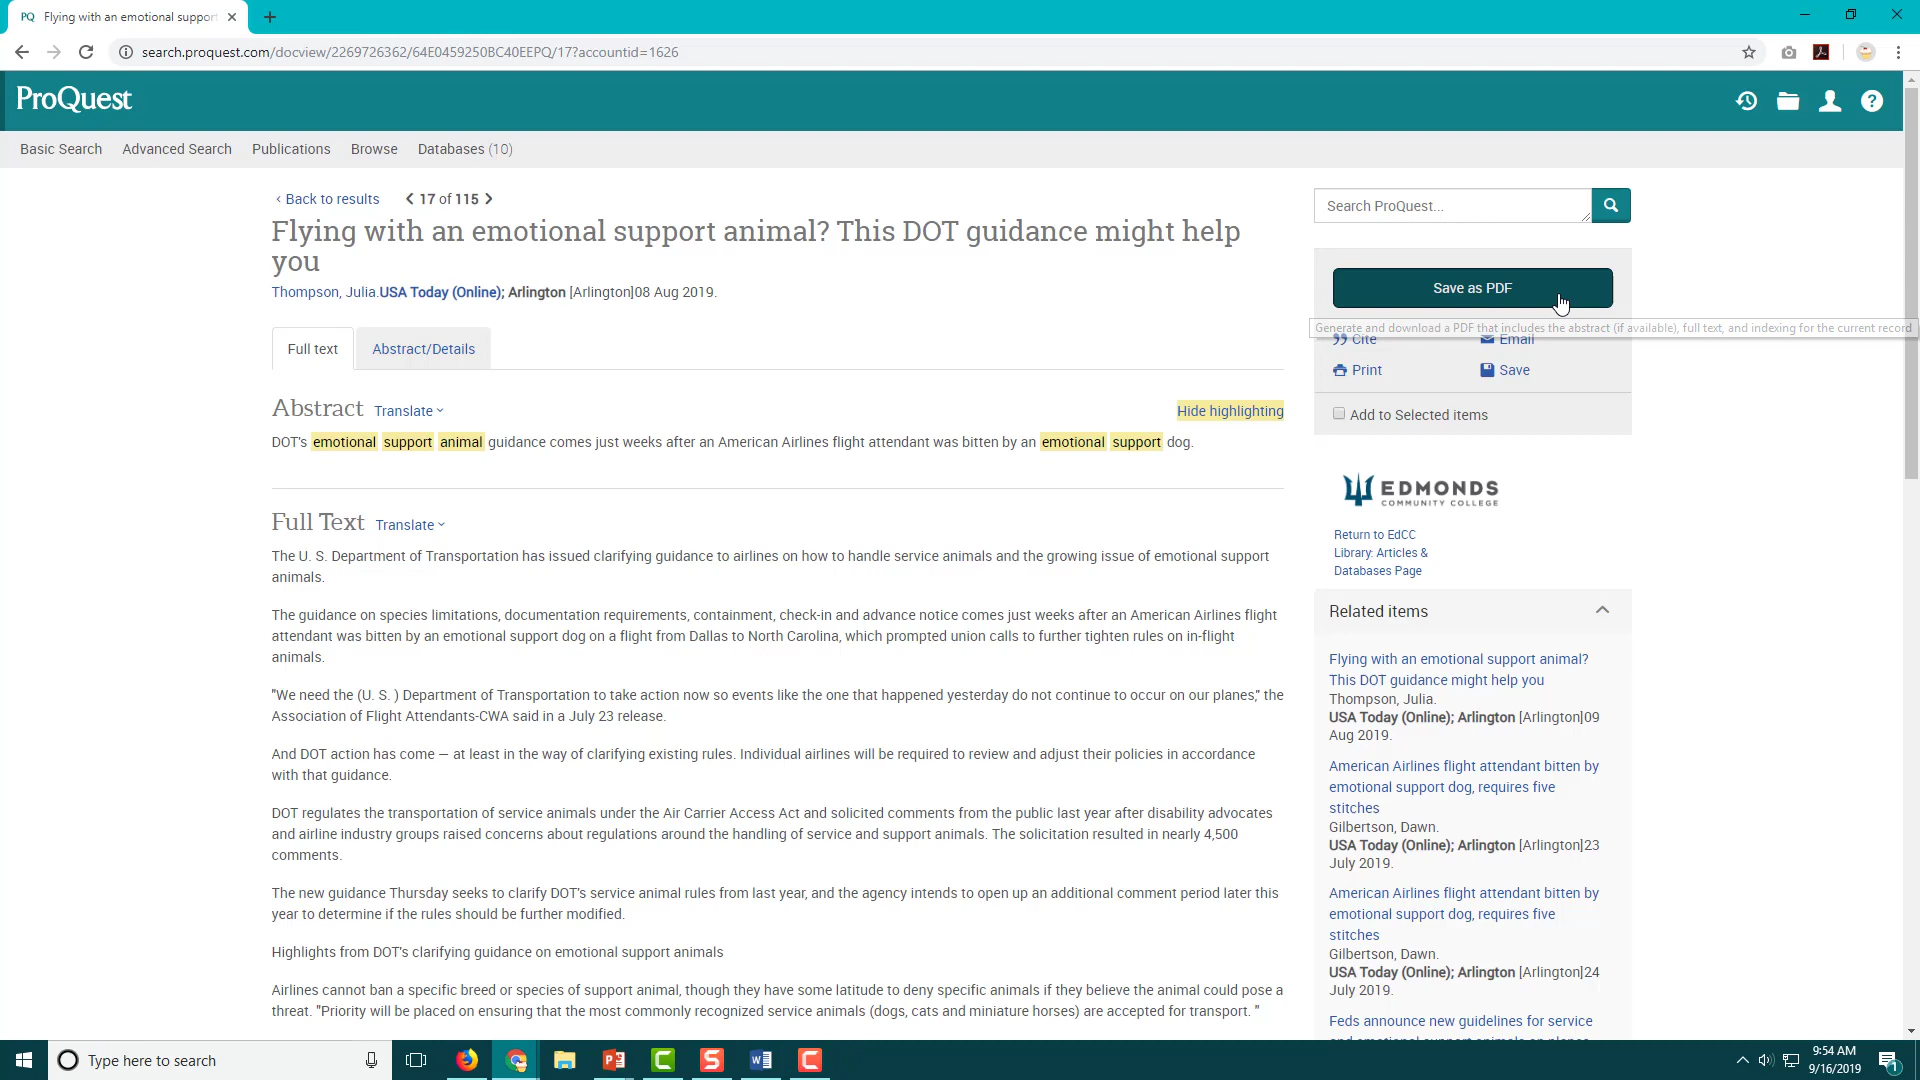 PQ Flying with an emotional support
search.proquest.com/docview/2269726362/64E0459250BC40EEPQ/17?accountid=1626
ProQuest
Basic Search Advanced Search Publications Browse Databases (10)
‹ Back to results 17 of 115
Flying with an emotional support animal? This DOT guidance might help
you
Thompson, Julia.USA Today (Online); Arlington [Arlington]08 Aug 2019.
Full text Abstract/Details
Abstract Translate Hide highlighting
DOT's emotional support animal guidance comes just weeks after an American Airlines flight attendant was bitten by an emotional support dog.
Full Text Translate
The U. S. Department of Transportation has issued clarifying guidance to airlines on how to handle service animals and the growing issue of emotional support
animals.
The guidance on species limitations, documentation requirements, containment, check-in and advance notice comes just weeks after an American Airlines flight
attendant was bitten by an emotional support dog on a flight from Dallas to North Carolina, which prompted union calls to further tighten rules on in-flight
animals.
"We need the (U. S. ) Department of Transportation to take action now so events like the one that happened yesterday do not continue to occur on our planes," the
Association of Flight Attendants-CWA said in a July 23 release.
And DOT action has come — at least in the way of clarifying existing rules. Individual airlines will be required to review and adjust their policies in accordance
with that guidance.
DOT regulates the transportation of service animals under the Air Carrier Access Act and solicited comments from the public last year after disability advocates
and airline industry groups raised concerns about regulations around the handling of service and support animals. The solicitation resulted in nearly 4,500
comments.
The new guidance Thursday seeks to clarify DOT's service animal rules from last year, and the agency intends to open up an additional comment period later this
year to determine if the rules should be further modified.
Highlights from DOT's clarifying guidance on emotional support animals
Airlines cannot ban a specific breed or species of support animal, though they have some latitude to deny specific animals if they believe the animal could pose a
threat. "Priority will be placed on ensuring that the most commonly recognized service animals (dogs, cats and miniature horses) are accepted for transport. "
Search ProQuest...
Save as PDF
Generate and download a PDF that includes the abstract (if available), full text, and indexing for the current record
Cite Email
Print Save
Add to Selected items
EDMONDS
COMMUNITY COLLEGE
Return to EdCC
Library: Articles &
Databases Page
Related items
Flying with an emotional support animal?
This DOT guidance might help you
Thompson, Julia.
USA Today (Online); Arlington [Arlington]09
Aug 2019.
American Airlines flight attendant bitten by
emotional support dog, requires five
stitches
Gilbertson, Dawn.
USA Today (Online); Arlington [Arlington]23
July 2019.
American Airlines flight attendant bitten by
emotional support dog, requires five
stitches
Gilbertson, Dawn.
USA Today (Online); Arlington [Arlington]24
July 2019.
Feds announce new guidelines for service
and emotional support animals on planes
Type here to search
9:54 AM
9/16/2019
1